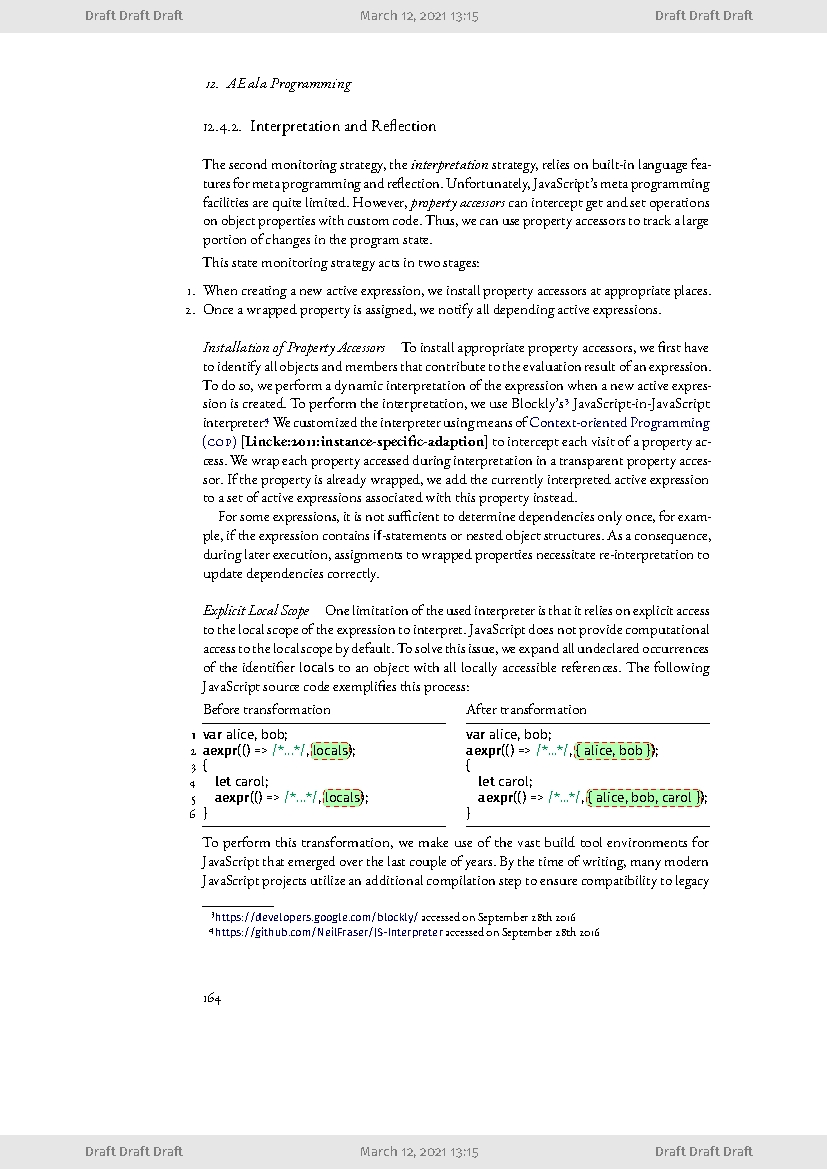 Draft Draft Draft March 12, 2021 13:15 Draft Draft Draft
12. AEala Programming
12.4.2. Interpretation and Reflection
The second monitoring strategy, the interpretation strategy, relies on built-in language fea-
tures for meta programming and reflection. Unfortunately, JavaScript's meta programming
facilities are quite limited. However, property accessors can intercept get and set operations
on object properties with custom code. Thus, we can use property accessors to track a large
portion of changes in the program state.
This state monitoring strategy acts in two stages:
1. When creating a new active expression, we install property accessors at appropriate places.
2. Once a wrapped property is assigned, we notify all depending active expressions.
Installation of Property Accessors To install appropriate property accessors, we first have
to identify all objects and members that contribute to the evaluation result of an expression.
To do so, we perform a dynamic interpretation of the expression when a new active expres-
sion is created. To perform the interpretation, we use Blockly's³ JavaScript-in-JavaScript
interpreter⁴ We customized the interpreter using means of Context-oriented Programming
(COP) [Lincke:2011:instance-specific-adaption] to intercept each visit of a property ac-
cess. We wrap each property accessed during interpretation in a transparent property acces-
sor. If the property is already wrapped, we add the currently interpreted active expression
to a set of active expressions associated with this property instead.
For some expressions, it is not sufficient to determine dependencies only once, for exam-
ple, if the expression contains if-statements or nested object structures. As a consequence,
during later execution, assignments to wrapped properties necessitate re-interpretation to
update dependencies correctly.
Explicit Local Scope One limitation of the used interpreter is that it relies on explicit access
to the local scope of the expression to interpret. JavaScript does not provide computational
access to the local scope by default. To solve this issue, we expand all undeclared occurrences
of the identifier locals to an object with all locally accessible references. The following
JavaScript source code exemplifies this process:
Before transformation After transformation
1 var alice, bob; var alice, bob;
2 aexpr(() => /*...*/, locals); aexpr(() => /*...*/, { alice, bob });
3 { {
4 let carol; let carol;
5 aexpr(() => /*...*/, locals); aexpr(() => /*...*/, { alice, bob, carol });
6 } }
To perform this transformation, we make use of the vast build tool environments for
JavaScript that emerged over the last couple of years. By the time of writing, many modern
JavaScript projects utilize an additional compilation step to ensure compatibility to legacy
³https://developers.google.com/blockly/ accessed on September 28th 2016
⁴https://github.com/NeilFraser/JS-Interpreter accessed on September 28th 2016
164
Draft Draft Draft March 12, 2021 13:15 Draft Draft Draft